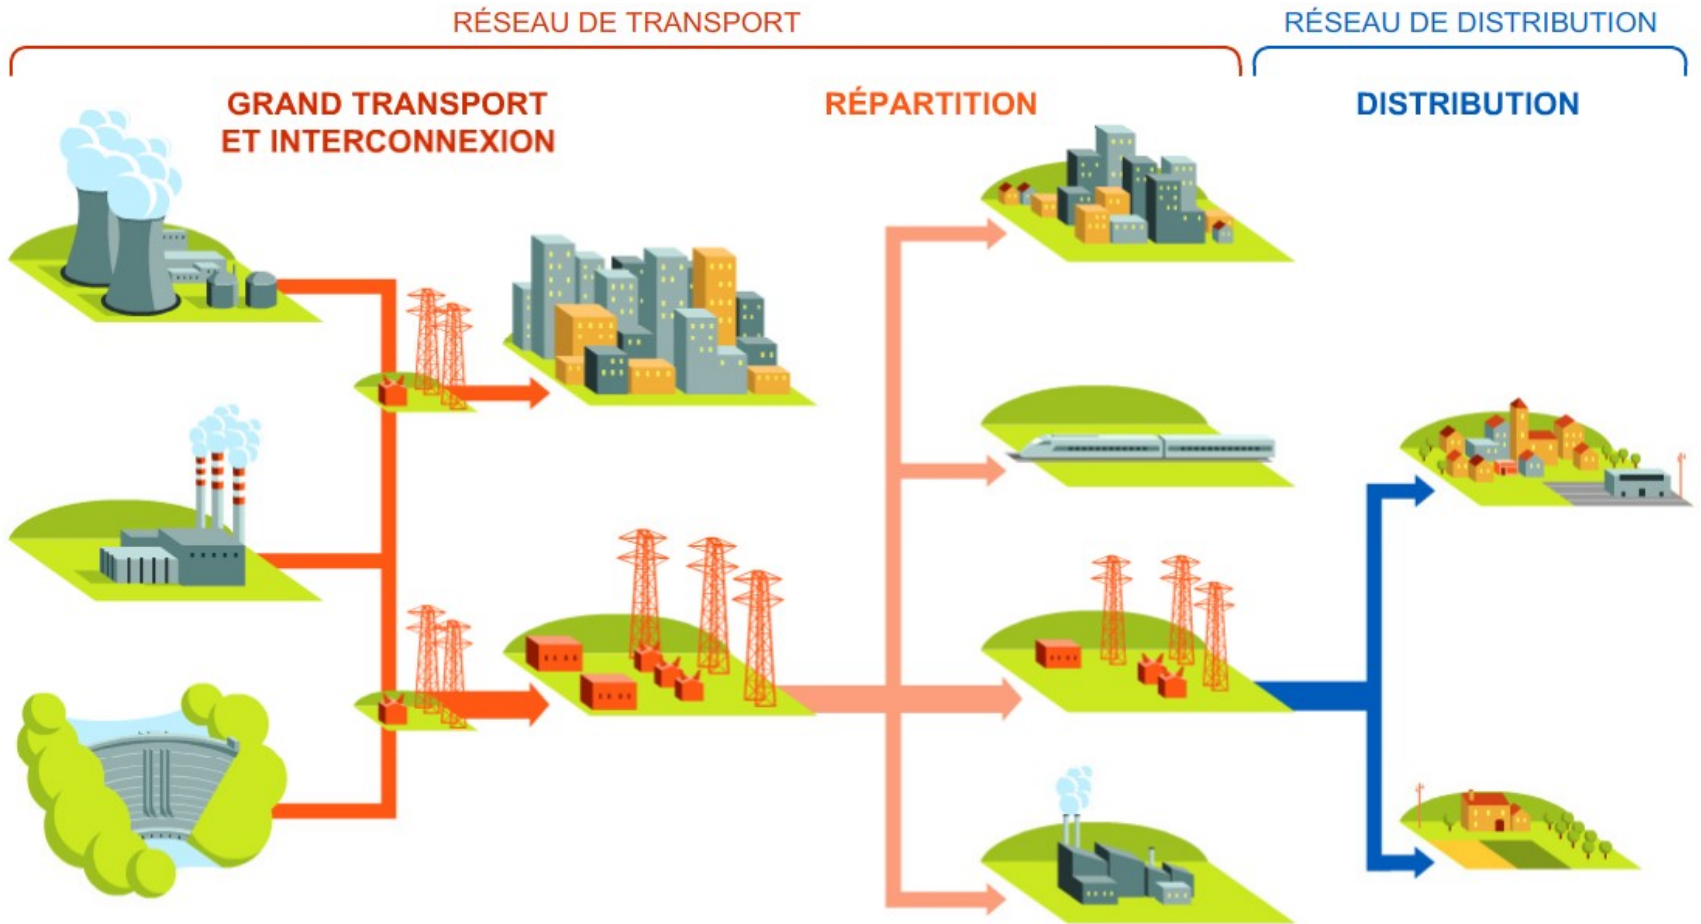 RÉSEAU DE TRANSPORT
RÉSEAU DE DISTRIBUTION
GRAND TRANSPORT
ET INTERCONNEXION
RÉPARTITION
DISTRIBUTION